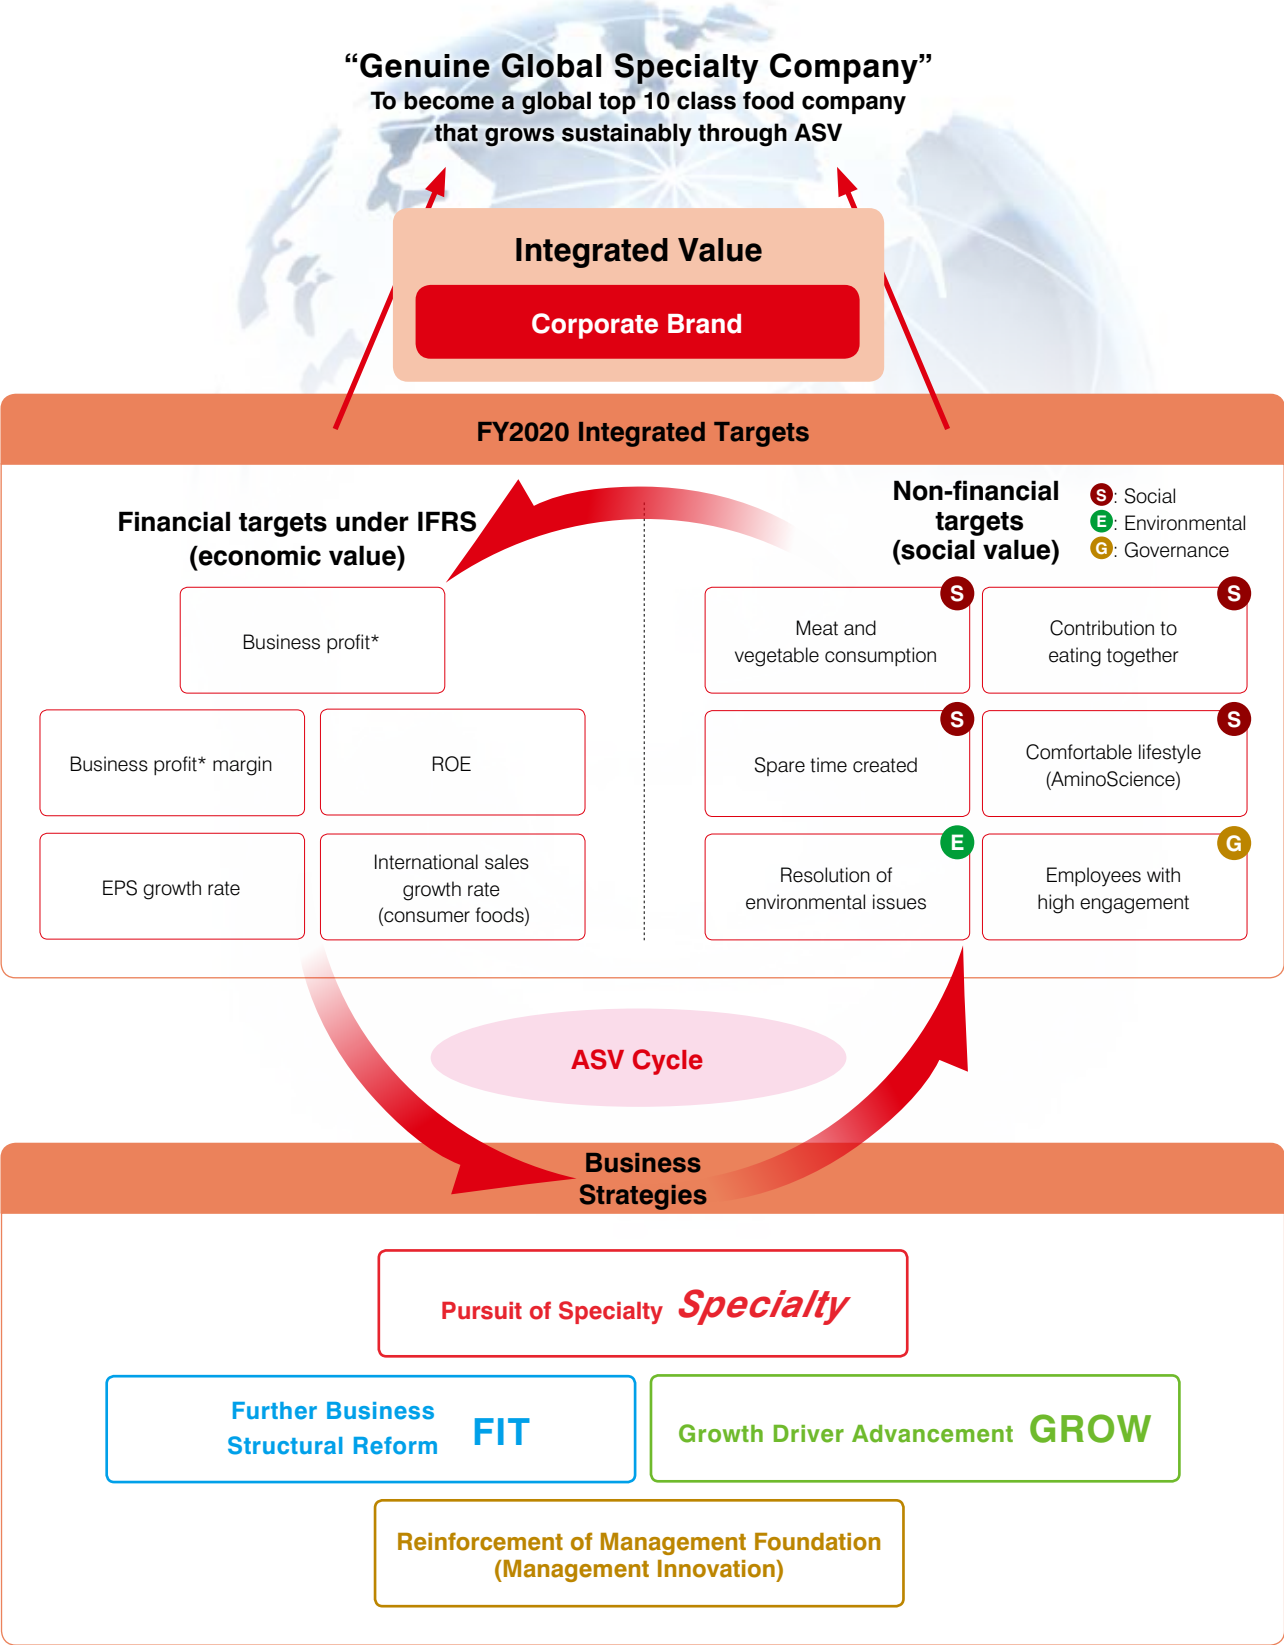 “Genuine Global Specialty Company”
To become a global top 10 class food company
that grows sustainably through ASV
Integrated Value
Corporate Brand
FY2020 Integrated Targets
Financial targets under IFRS
(economic value)
Business profit*
Business profit* margin
ROE
EPS growth rate
International sales
growth rate
(consumer foods)
Non-financial
targets
(social value)
S : Social
E : Environmental
G : Governance
S
Meat and
vegetable consumption
S
Contribution to
eating together
S
Spare time created
S
Comfortable lifestyle
(AminoScience)
E
Resolution of
environmental issues
G
Employees with
high engagement
ASV Cycle
Business
Strategies
Pursuit of Specialty Specialty
Further Business
Structural Reform FIT
Growth Driver Advancement GROW
Reinforcement of Management Foundation
(Management Innovation)